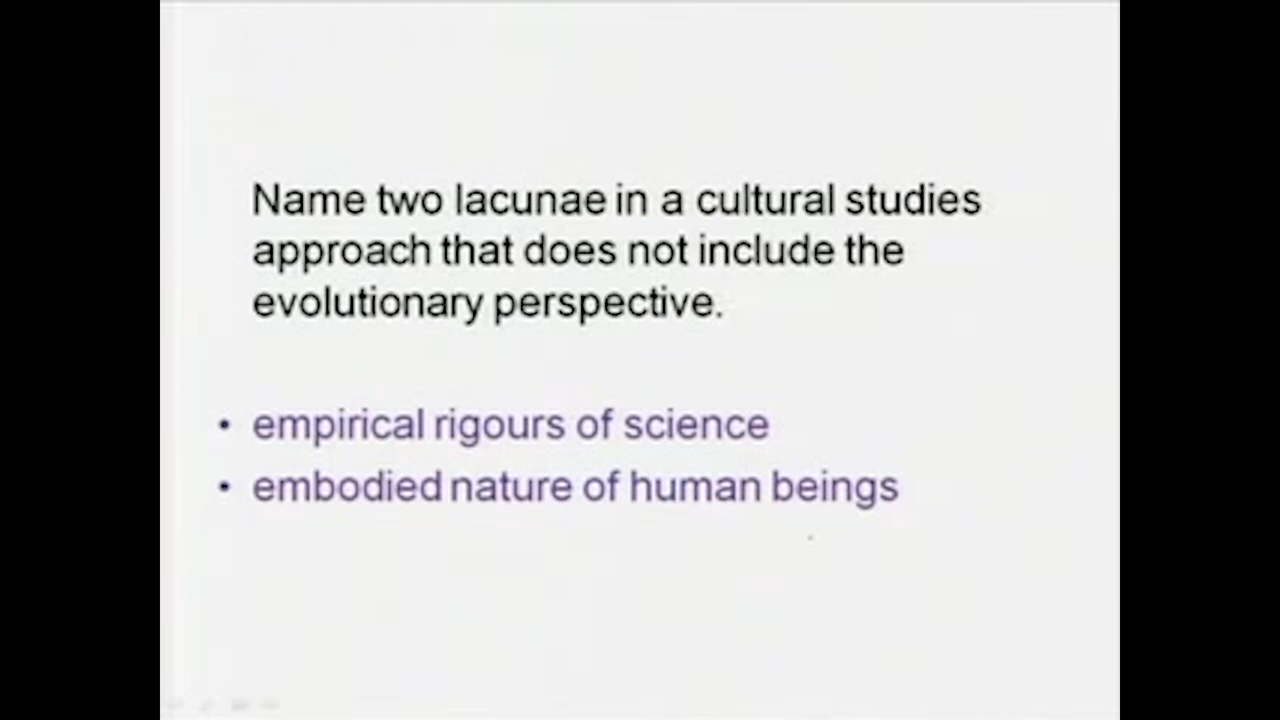 Name two lacunae in a cultural studies
approach that does not include the
evolutionary perspective.
• empirical rigours of science
• embodied nature of human beings